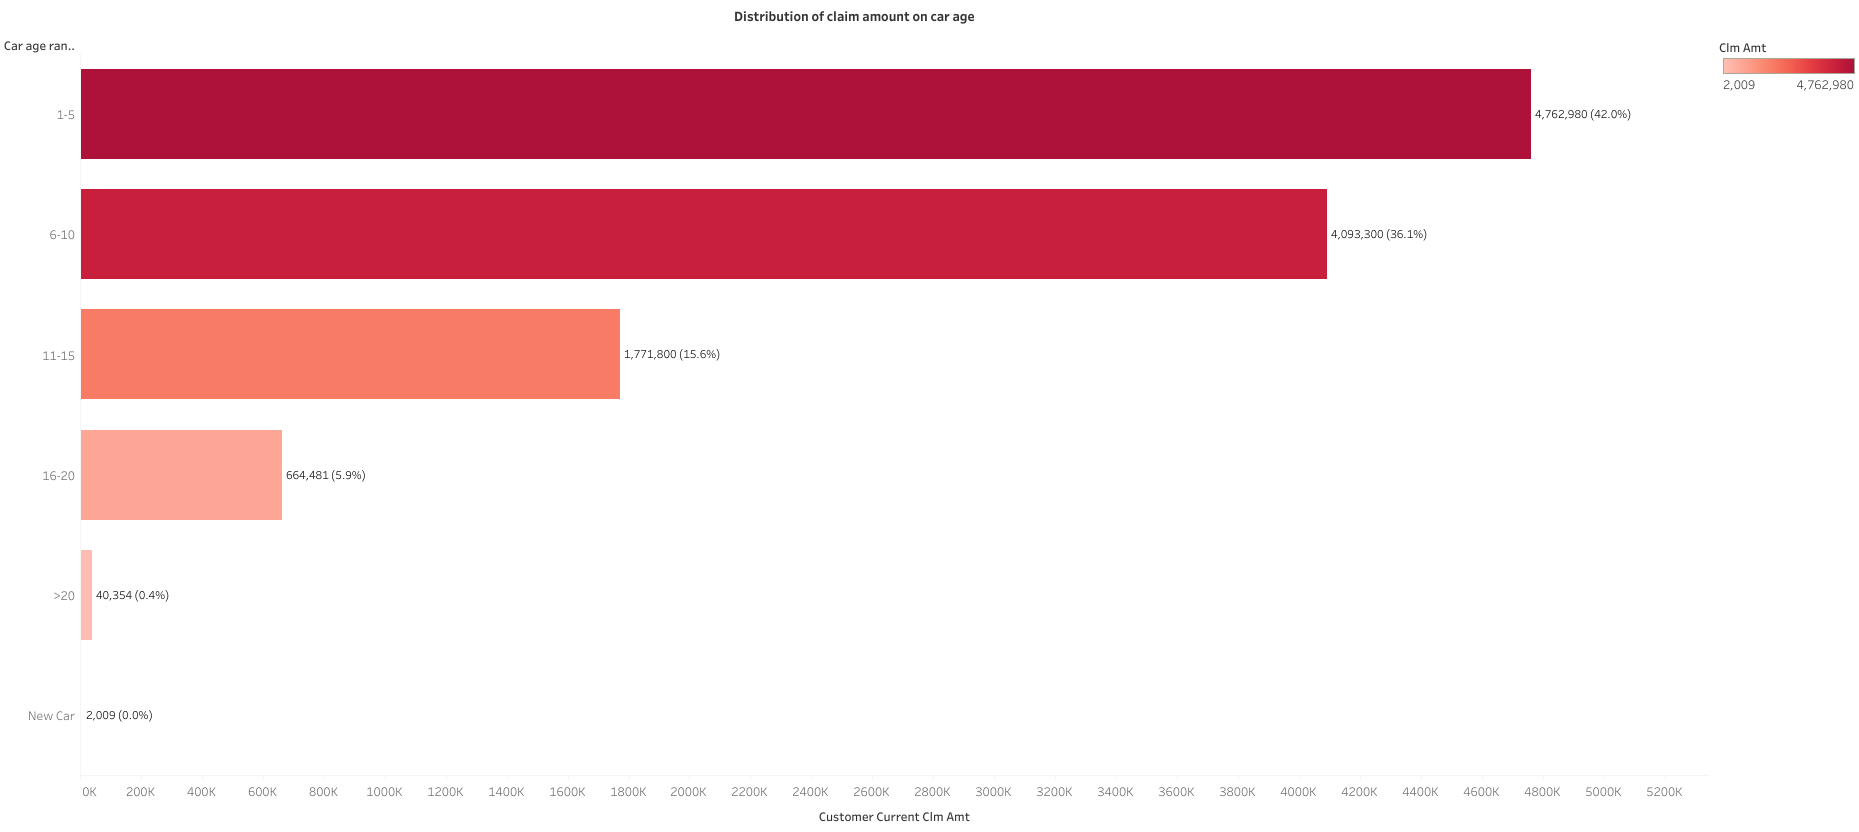 Distribution of claim amount on car age
Car age ran..
Clm Amt
2,009 4,762,980
1-5 4,762,980 (42.0%)
6-10 4,093,300 (36.1%)
11-15 1,771,800 (15.6%)
16-20 664,481 (5.9%)
>20 40,354 (0.4%)
New Car 2,009 (0.0%)
0K 200K 400K 600K 800K 1000K 1200K 1400K 1600K 1800K 2000K 2200K 2400K 2600K 2800K 3000K 3200K 3400K 3600K 3800K 4000K 4200K 4400K 4600K 4800K 5000K 5200K
Customer Current Clm Amt